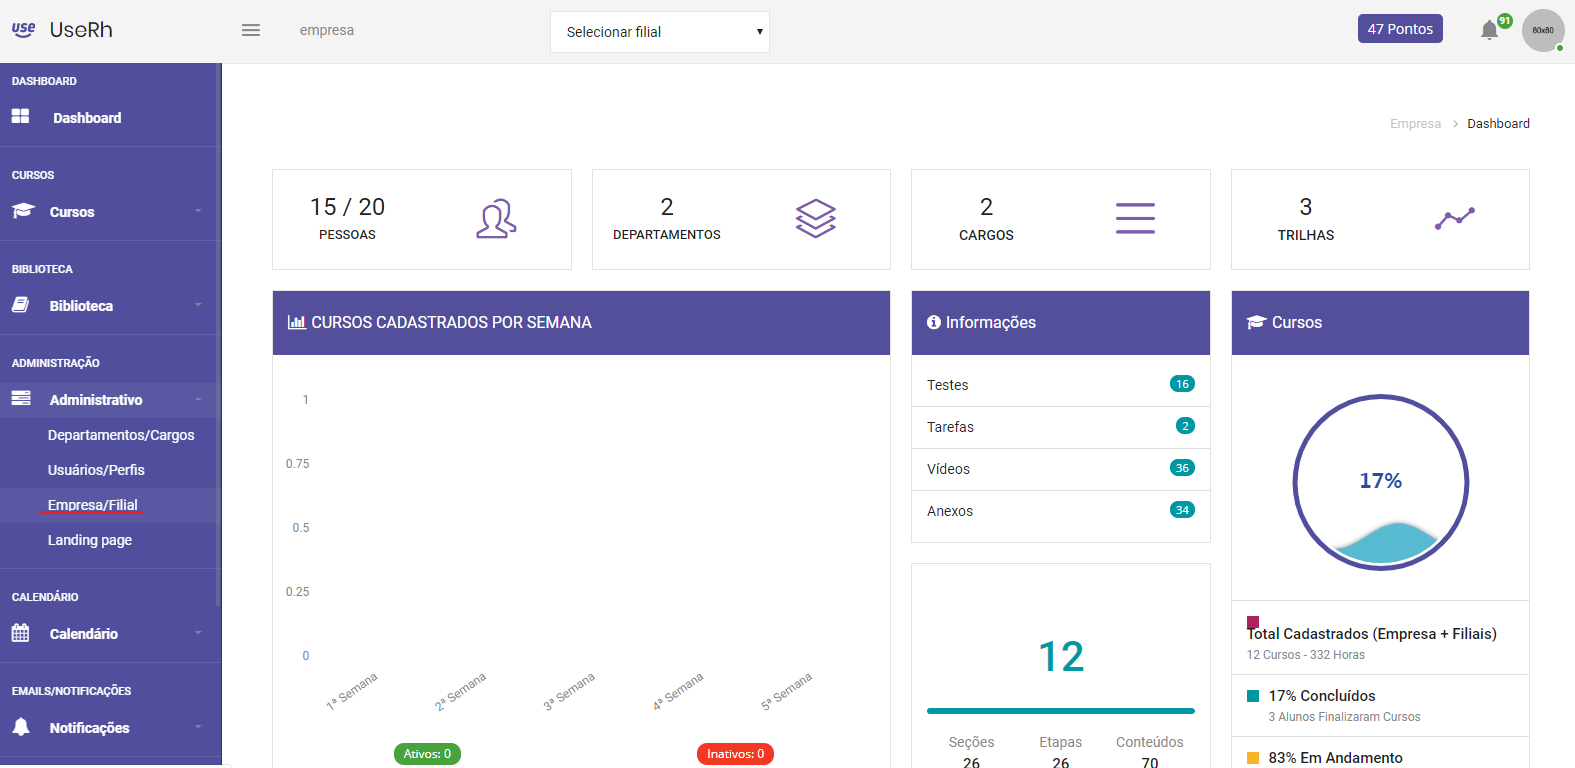 use UseRh
empresa
Selecionar filial
47 Pontos
91
80x80
DASHBOARD
Dashboard
CURSOS
Cursos
BIBLIOTECA
Biblioteca
ADMINISTRAÇÃO
Administrativo
Departamentos/Cargos
Usuários/Perfis
Empresa/Filial
Landing page
CALENDÁRIO
Calendário
EMAILS/NOTIFICAÇÕES
Notificações
Empresa > Dashboard
15 / 20
PESSOAS
2
DEPARTAMENTOS
2
CARGOS
3
TRILHAS
CURSOS CADASTRADOS POR SEMANA
1
0.75
0.5
0.25
0
1ª Semana
2ª Semana
3ª Semana
4ª Semana
5ª Semana
Ativos: 0
Inativos: 0
Informações
Testes 16
Tarefas 2
Vídeos 36
Anexos 34
12
Seções Etapas Conteúdos
26 26 70
Cursos
17%
Total Cadastrados (Empresa + Filiais)
12 Cursos - 332 Horas
17% Concluídos
3 Alunos Finalizaram Cursos
83% Em Andamento